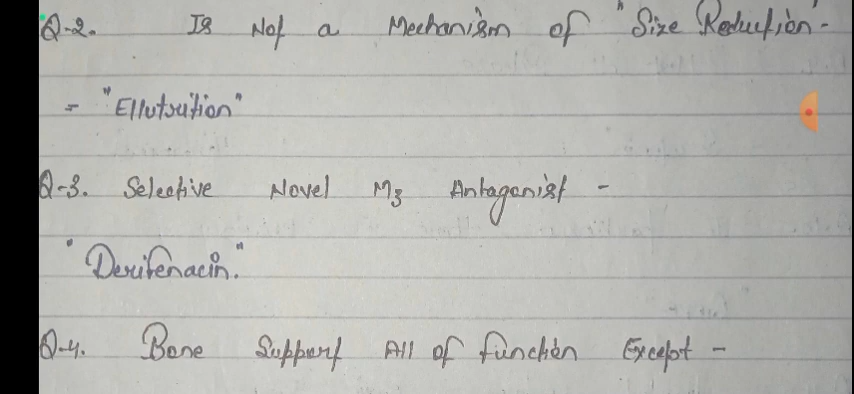 Q-2. Is Not a Mechanism of "Size Reduction -
= "Ellutrition"
Q-3. Selective Novel M3 Antagonist -
"Derifenacin."
Q-4. Bone Support All of function Except -